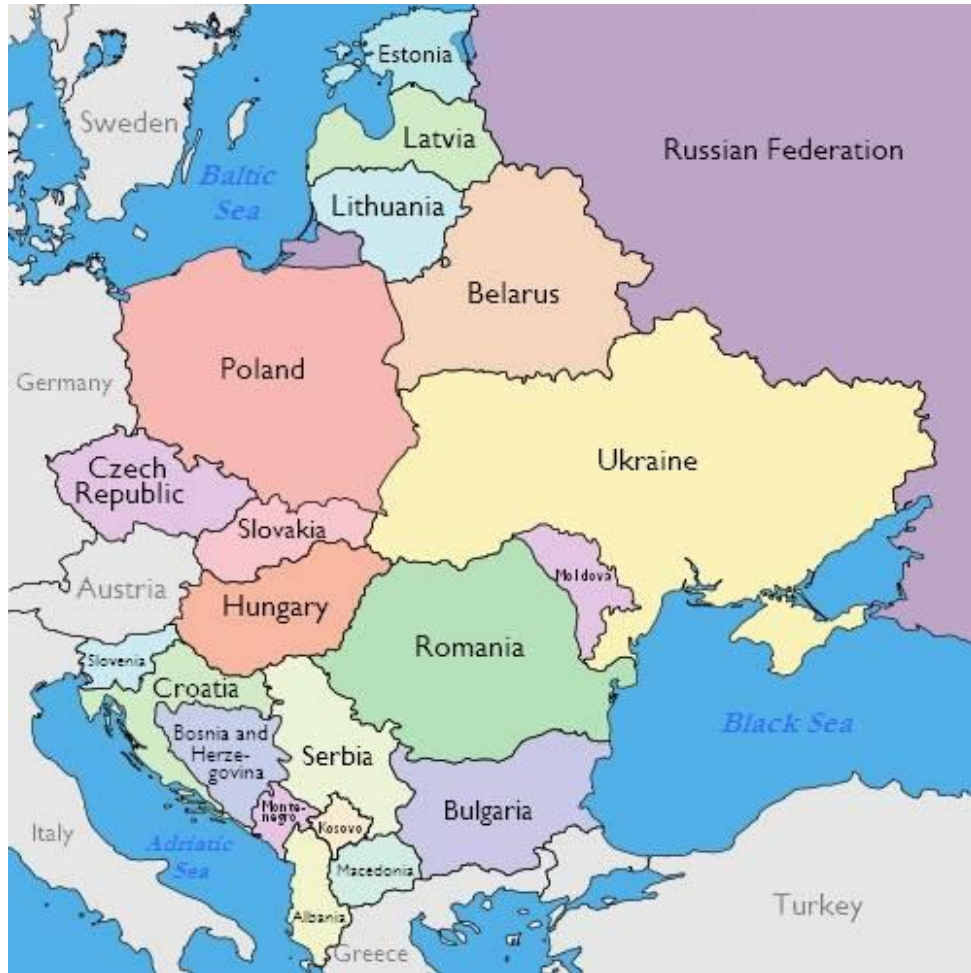 Estonia
Sweden
Latvia
Russian Federation
Baltic
Sea
Lithuania
Belarus
Poland
Germany
Ukraine
Czech
Republic
Slovakia
Austria
Moldova
Hungary
Romania
Slovenia
Croatia
Bosnia and
Herze-
govina
Serbia
Black Sea
Monte-
negro
Kosovo
Bulgaria
Italy
Adriatic
Sea
Macedonia
Albania
Turkey
Greece